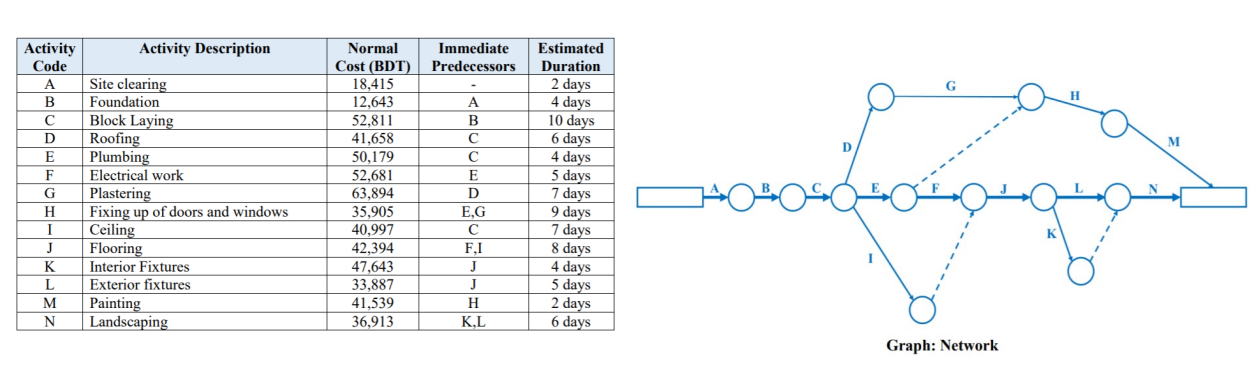 Activity Code Activity Description Normal Cost (BDT) Immediate Predecessors Estimated Duration
A Site clearing 18,415 - 2 days
B Foundation 12,643 A 4 days
C Block Laying 52,811 B 10 days
D Roofing 41,658 C 6 days
E Plumbing 50,179 C 4 days
F Electrical work 52,681 E 5 days
G Plastering 63,894 D 7 days
H Fixing up of doors and windows 35,905 E,G 9 days
I Ceiling 40,997 C 7 days
J Flooring 42,394 F,I 8 days
K Interior Fixtures 47,643 J 4 days
L Exterior fixtures 33,887 J 5 days
M Painting 41,539 H 2 days
N Landscaping 36,913 K,L 6 days
G
H
D
M
A B C E F J L N
K
I
Graph: Network